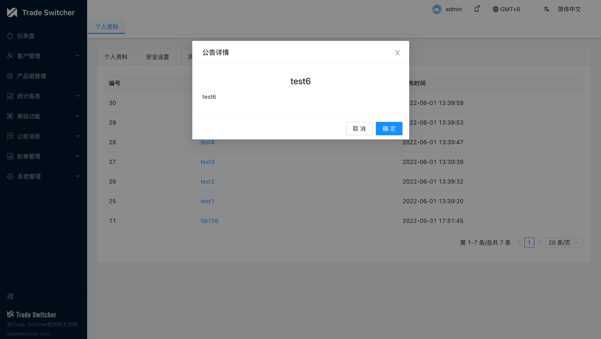 Trade Switcher
admin
GMT+8
简体中文
仪表盘
客户管理
产品组管理
统计报表
高级功能
公告消息
附单管理
系统管理
个人资料
个人资料
安全设置
编号
布时间
30
2022-06-01 13:39:59
29
2022-06-01 13:39:53
28
test4
2022-06-01 13:39:47
27
test3
2022-06-01 13:39:39
26
test2
2022-06-01 13:39:32
25
test1
2022-06-01 13:39:20
11
56756
2022-05-31 17:51:45
第 1-7 条/总共 7 条
1
20 条/页
公告详情
test6
test6
取 消
确 定
Trade Switcher
由Trade Switcher提供技术支持
tradeswitcher.com